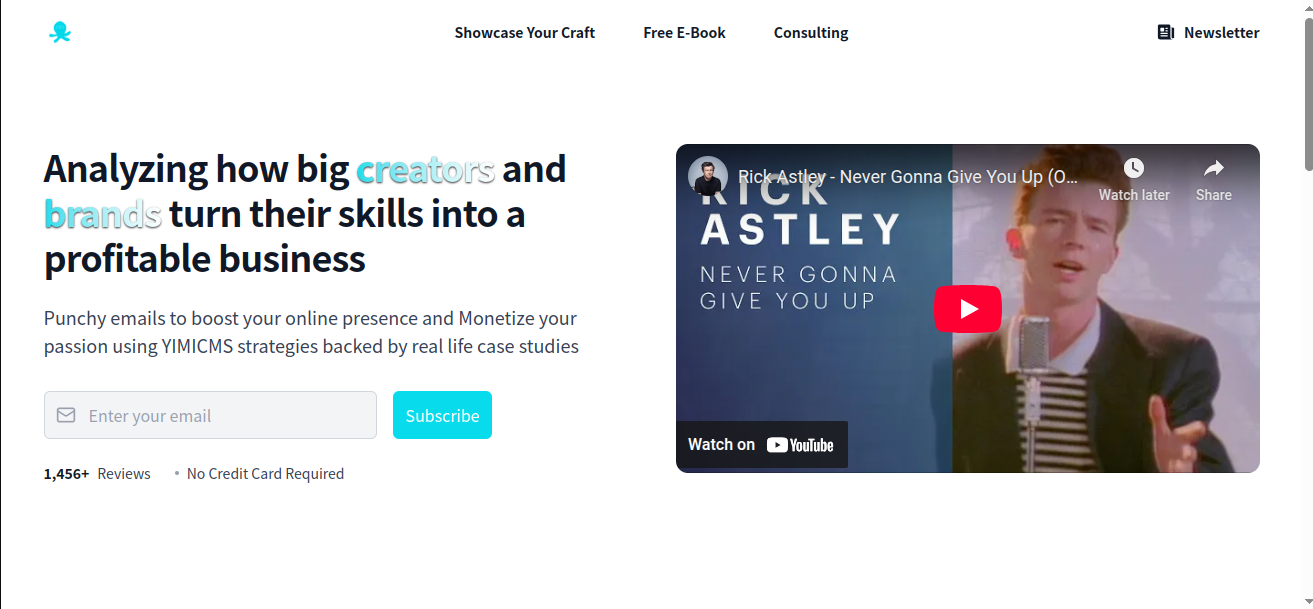 Showcase Your Craft
Free E-Book
Consulting
Newsletter
Analyzing how big creators and
brands turn their skills into a
profitable business
Punchy emails to boost your online presence and Monetize your
passion using YIMICMS strategies backed by real life case studies
Enter your email
Subscribe
1,456+ Reviews
• No Credit Card Required
Rick Astley - Never Gonna Give You Up (O...
Watch later
Share
RICK
ASTLEY
NEVER GONNA
GIVE YOU UP
Watch on YouTube